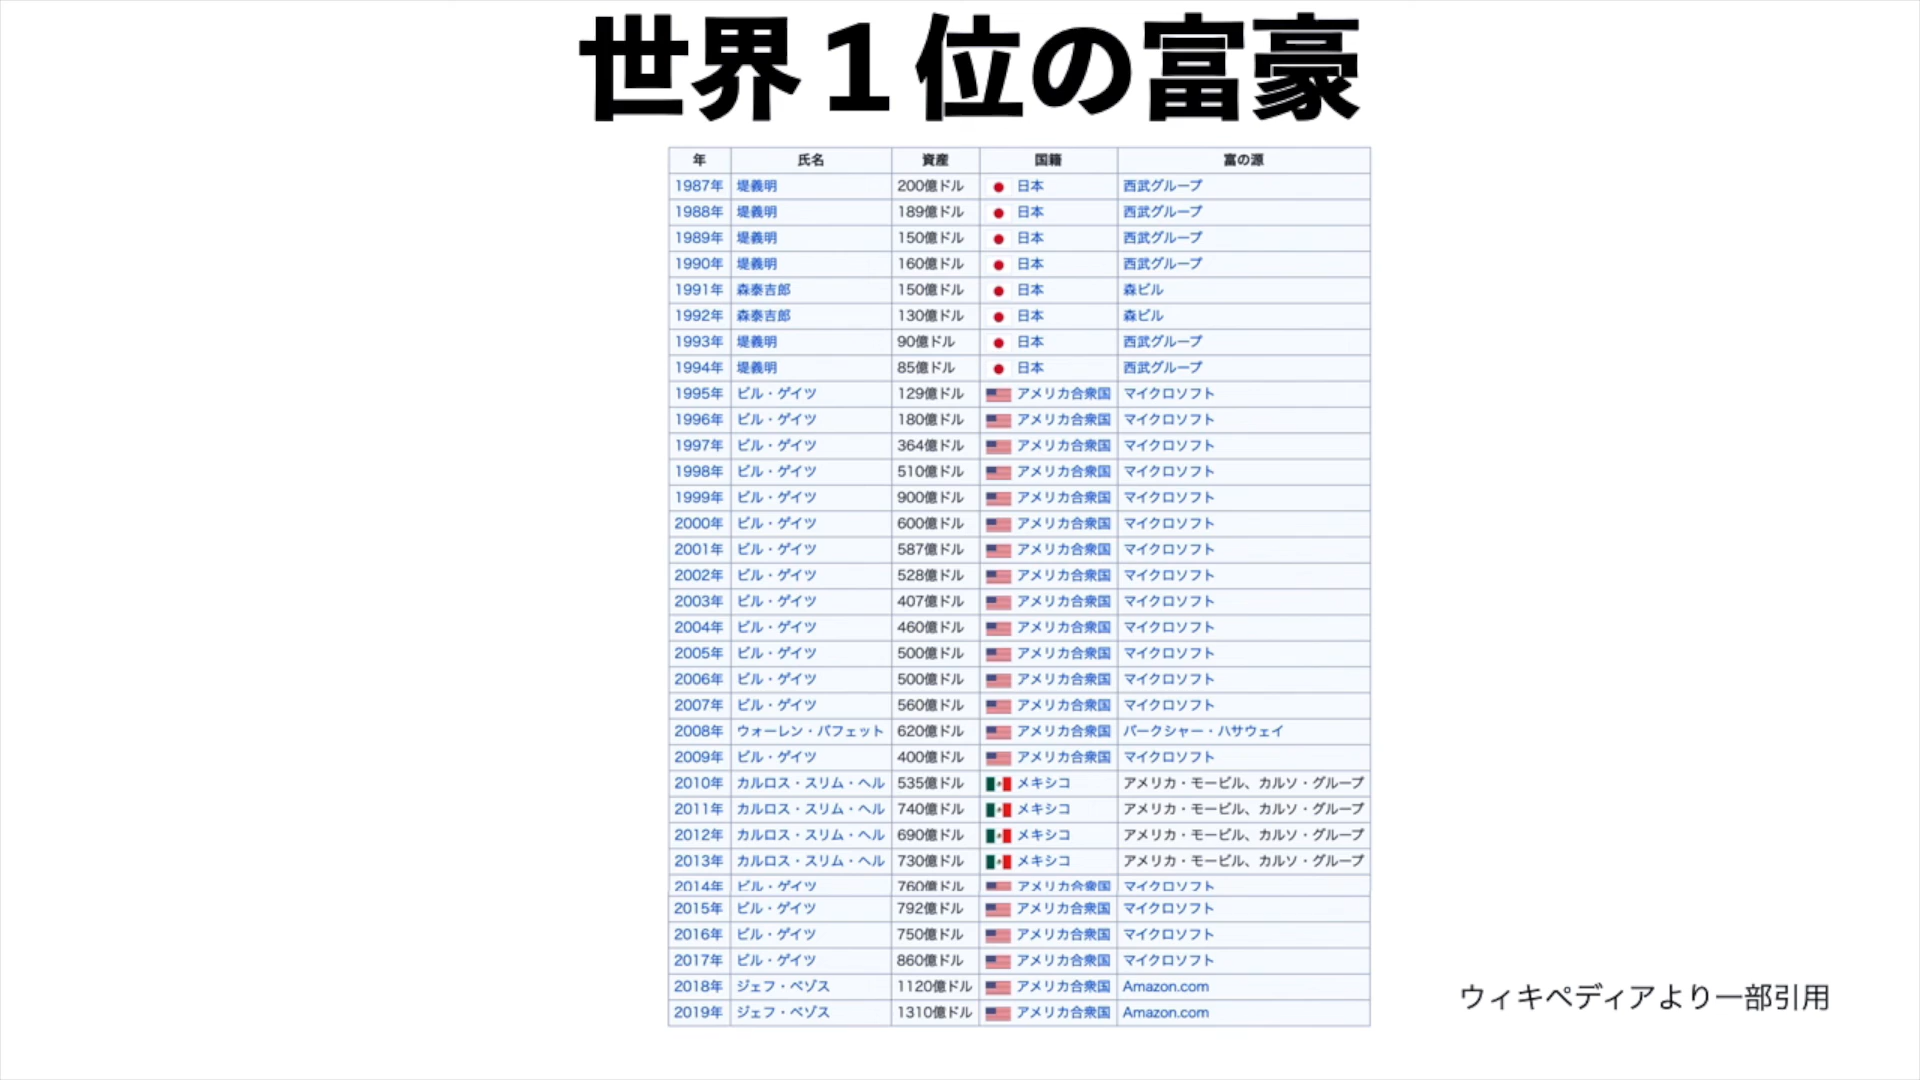 世界１位の富豪
年 氏名 資産 国籍 富の源
1987年 堤義明 200億ドル 日本 西武グループ
1988年 堤義明 189億ドル 日本 西武グループ
1989年 堤義明 150億ドル 日本 西武グループ
1990年 堤義明 160億ドル 日本 西武グループ
1991年 森泰吉郎 150億ドル 日本 森ビル
1992年 森泰吉郎 130億ドル 日本 森ビル
1993年 堤義明 90億ドル 日本 西武グループ
1994年 堤義明 85億ドル 日本 西武グループ
1995年 ビル・ゲイツ 129億ドル アメリカ合衆国 マイクロソフト
1996年 ビル・ゲイツ 180億ドル アメリカ合衆国 マイクロソフト
1997年 ビル・ゲイツ 364億ドル アメリカ合衆国 マイクロソフト
1998年 ビル・ゲイツ 510億ドル アメリカ合衆国 マイクロソフト
1999年 ビル・ゲイツ 900億ドル アメリカ合衆国 マイクロソフト
2000年 ビル・ゲイツ 600億ドル アメリカ合衆国 マイクロソフト
2001年 ビル・ゲイツ 587億ドル アメリカ合衆国 マイクロソフト
2002年 ビル・ゲイツ 528億ドル アメリカ合衆国 マイクロソフト
2003年 ビル・ゲイツ 407億ドル アメリカ合衆国 マイクロソフト
2004年 ビル・ゲイツ 460億ドル アメリカ合衆国 マイクロソフト
2005年 ビル・ゲイツ 500億ドル アメリカ合衆国 マイクロソフト
2006年 ビル・ゲイツ 500億ドル アメリカ合衆国 マイクロソフト
2007年 ビル・ゲイツ 560億ドル アメリカ合衆国 マイクロソフト
2008年 ウォーレン・バフェット 620億ドル アメリカ合衆国 バークシャー・ハサウェイ
2009年 ビル・ゲイツ 400億ドル アメリカ合衆国 マイクロソフト
2010年 カルロス・スリム・ヘル 535億ドル メキシコ アメリカ・モービル、カルソ・グループ
2011年 カルロス・スリム・ヘル 740億ドル メキシコ アメリカ・モービル、カルソ・グループ
2012年 カルロス・スリム・ヘル 690億ドル メキシコ アメリカ・モービル、カルソ・グループ
2013年 カルロス・スリム・ヘル 730億ドル メキシコ アメリカ・モービル、カルソ・グループ
2014年 ビル・ゲイツ 760億ドル アメリカ合衆国 マイクロソフト
2015年 ビル・ゲイツ 792億ドル アメリカ合衆国 マイクロソフト
2016年 ビル・ゲイツ 750億ドル アメリカ合衆国 マイクロソフト
2017年 ビル・ゲイツ 860億ドル アメリカ合衆国 マイクロソフト
2018年 ジェフ・ベゾス 1120億ドル アメリカ合衆国 Amazon.com
2019年 ジェフ・ベゾス 1310億ドル アメリカ合衆国 Amazon.com
ウィキペディアより一部引用